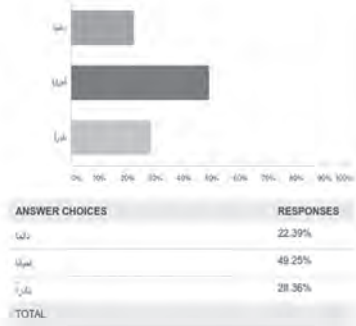 دائما
أحيانا
نادراً
0% 10% 20% 30% 40% 50% 60% 70% 80% 90% 100%
ANSWER CHOICES RESPONSES
دائما 22.39%
أحيانا 49.25%
نادراً 28.36%
TOTAL